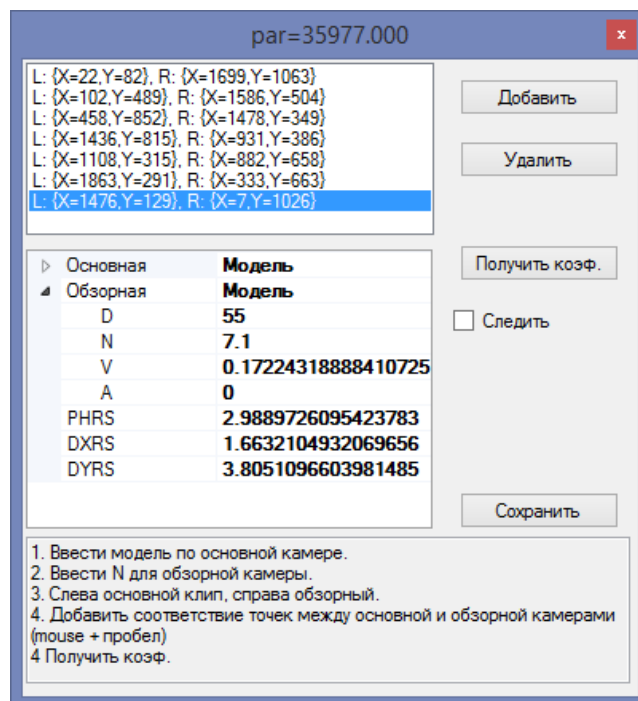 par=35977.000
x
L: {X=22,Y=82}, R: {X=1699,Y=1063}
L: {X=102,Y=489}, R: {X=1586,Y=504}
L: {X=458,Y=852}, R: {X=1478,Y=349}
L: {X=1436,Y=815}, R: {X=931,Y=386}
L: {X=1108,Y=315}, R: {X=882,Y=658}
L: {X=1863,Y=291}, R: {X=333,Y=663}
L: {X=1476,Y=129}, R: {X=7,Y=1026}
Добавить
Удалить
Получить коэф.
Следить
Основная Модель
Обзорная Модель
D 55
N 7.1
V 0.17224318888410725
A 0
PHRS 2.9889726095423783
DXRS 1.6632104932069656
DYRS 3.8051096603981485
Сохранить
1. Ввести модель по основной камере.
2. Ввести N для обзорной камеры.
3. Слева основной клип, справа обзорный.
4. Добавить соответствие точек между основной и обзорной камерами
(mouse + пробел)
4 Получить коэф.